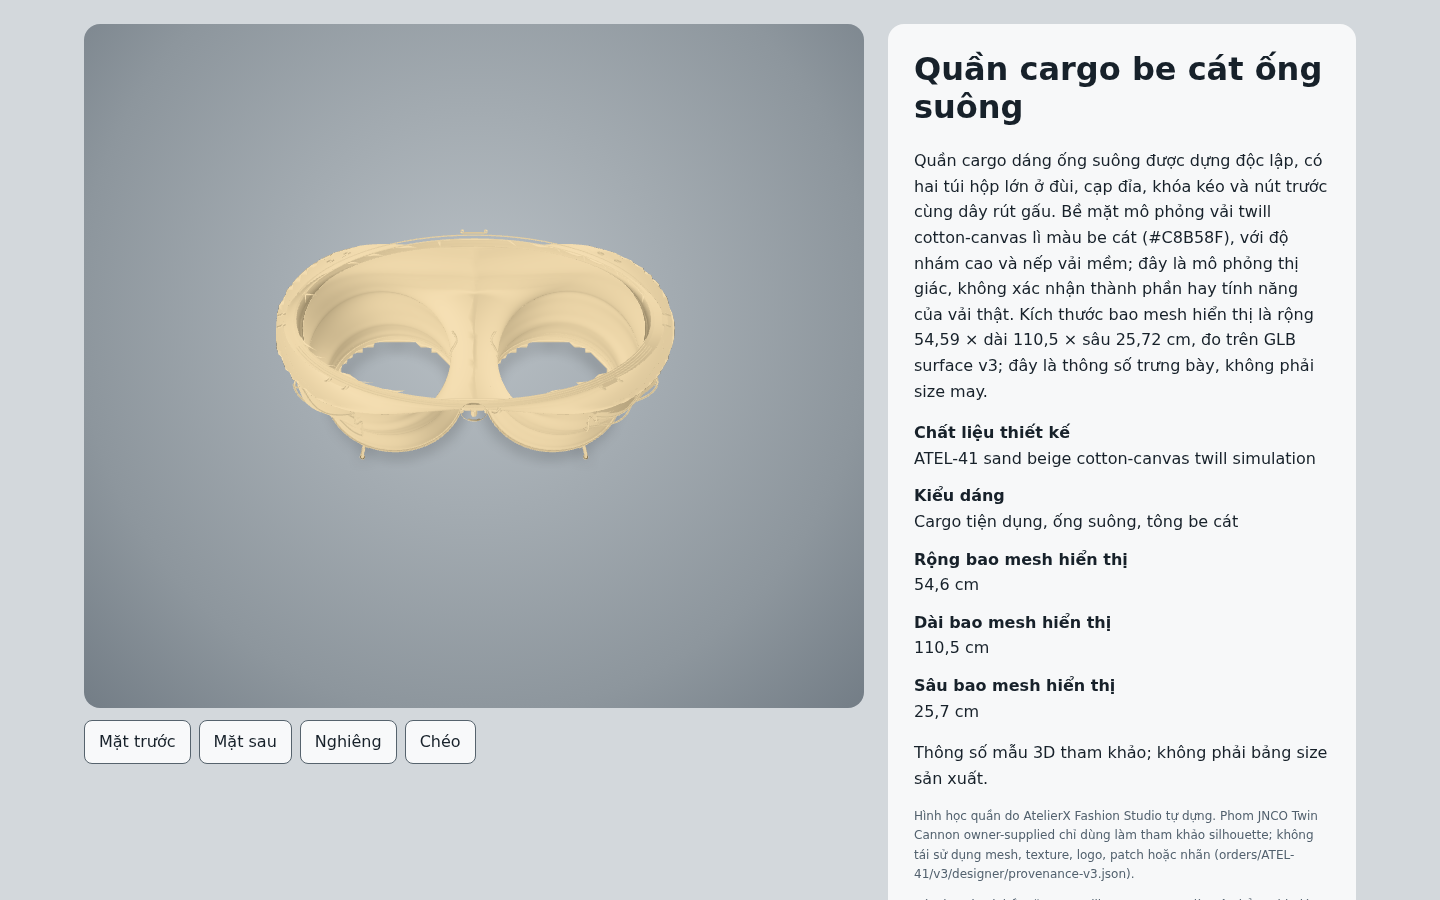 Quần cargo be cát ống
suông
Quần cargo dáng ống suông được dựng độc lập, có
hai túi hộp lớn ở đùi, cạp đỉa, khóa kéo và nút trước
cùng dây rút gấu. Bề mặt mô phỏng vải twill
cotton-canvas lì màu be cát (#C8B58F), với độ
nhám cao và nếp vải mềm; đây là mô phỏng thị
giác, không xác nhận thành phần hay tính năng
của vải thật. Kích thước bao mesh hiển thị là rộng
54,59 × dài 110,5 × sâu 25,72 cm, đo trên GLB
surface v3; đây là thông số trưng bày, không phải
size may.
Chất liệu thiết kế
ATEL-41 sand beige cotton-canvas twill simulation
Kiểu dáng
Cargo tiện dụng, ống suông, tông be cát
Rộng bao mesh hiển thị
54,6 cm
Dài bao mesh hiển thị
110,5 cm
Sâu bao mesh hiển thị
25,7 cm
Thông số mẫu 3D tham khảo; không phải bảng size
sản xuất.
Hình học quần do AtelierX Fashion Studio tự dựng. Phom JNCO Twin
Cannon owner-supplied chỉ dùng làm tham khảo silhouette; không
tái sử dụng mesh, texture, logo, patch hoặc nhãn (orders/ATEL-
41/v3/designer/provenance-v3.json).
Mặt trước
Mặt sau
Nghiêng
Chéo